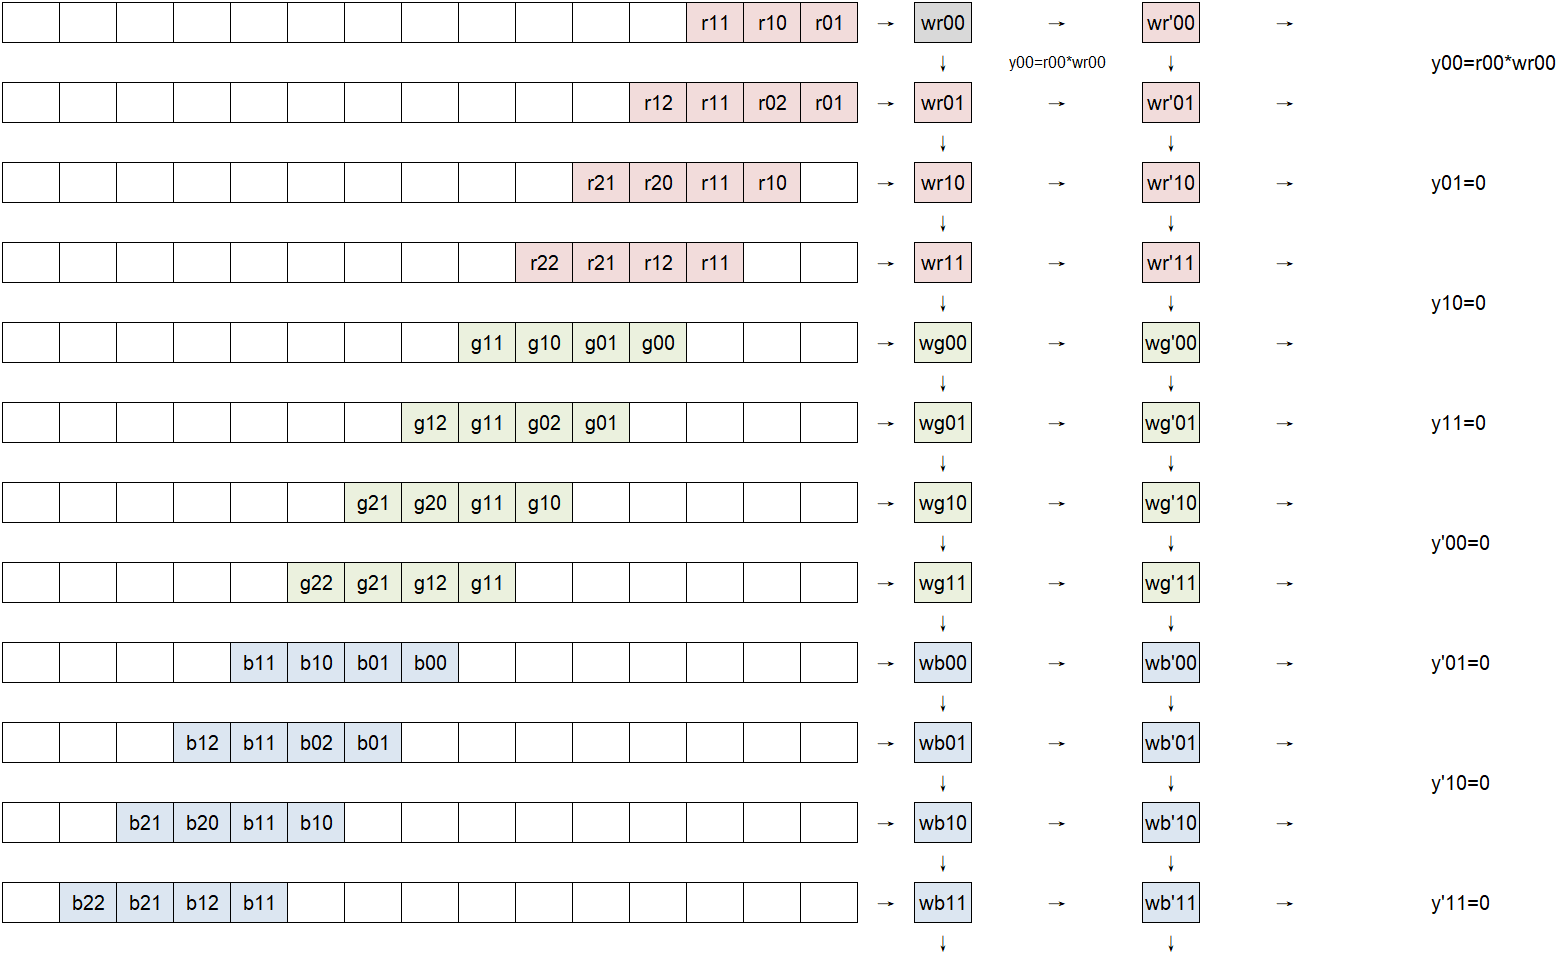 r11 r10 r01 → wr00 → wr'00 →
↓ y00=r00*wr00 ↓ y00=r00*wr00
r12 r11 r02 r01 → wr01 → wr'01 →
↓ ↓
r21 r20 r11 r10 → wr10 → wr'10 → y01=0
↓ ↓
r22 r21 r12 r11 → wr11 → wr'11 →
↓ ↓ y10=0
g11 g10 g01 g00 → wg00 → wg'00 →
↓ ↓
g12 g11 g02 g01 → wg01 → wg'01 → y11=0
↓ ↓
g21 g20 g11 g10 → wg10 → wg'10 →
↓ ↓ y'00=0
g22 g21 g12 g11 → wg11 → wg'11 →
↓ ↓
b11 b10 b01 b00 → wb00 → wb'00 → y'01=0
↓ ↓
b12 b11 b02 b01 → wb01 → wb'01 →
↓ ↓ y'10=0
b21 b20 b11 b10 → wb10 → wb'10 →
↓ ↓
b22 b21 b12 b11 → wb11 → wb'11 → y'11=0
↓ ↓